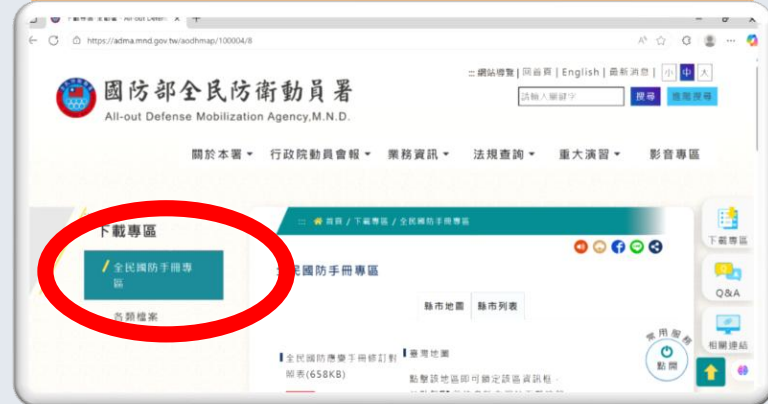 https://adma.mnd.gov.tw/aodhmap/100004/8
::: 網站導覽 | 回首頁 | English | 最新消息 | 小 中 大
國防部全民防衛動員署
All-out Defense Mobilization Agency,M.N.D.
請輸入關鍵字 搜尋 進階搜尋
關於本署 行政院動員會報 業務資訊 法規查詢 重大演習 影音專區
下載專區
::: 首頁 / 下載專區 / 全民國防手冊專區
全民國防手冊專
區
各類檔案
民國防手冊專區
縣市地圖 縣市列表
全民國防應變手冊修訂對
照表(658KB)
臺灣地圖
點擊該地區即可鎖定該區資訊框，
下載專區
Q&A
相關連結
常用服務
點開